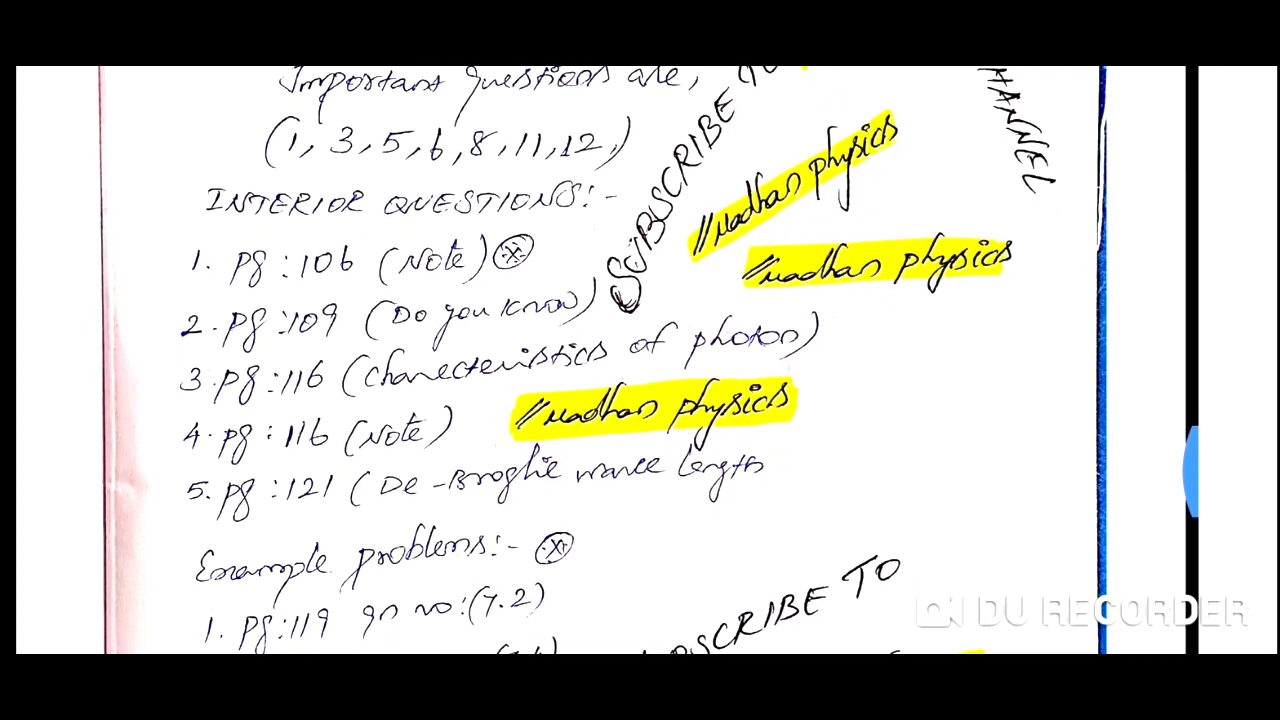 Important questions are,
(1, 3, 5, 6, 8, 11, 12,)
INTERIOR QUESTIONS:-
1. pg:106 (Note)
2. pg:109 (Do you know)
3. pg:116 (charecteristics of photon)
4. pg:116 (Note)
5. pg:121 (De-Broglie wave length
Example problems:-
1. pg:119 qn no:(7.2)
SUBSCRIBE TO
//Madhan physics
HANNEL
//Madhan physics
//Madhan physics
SCRIBE TO
DU RECORDER